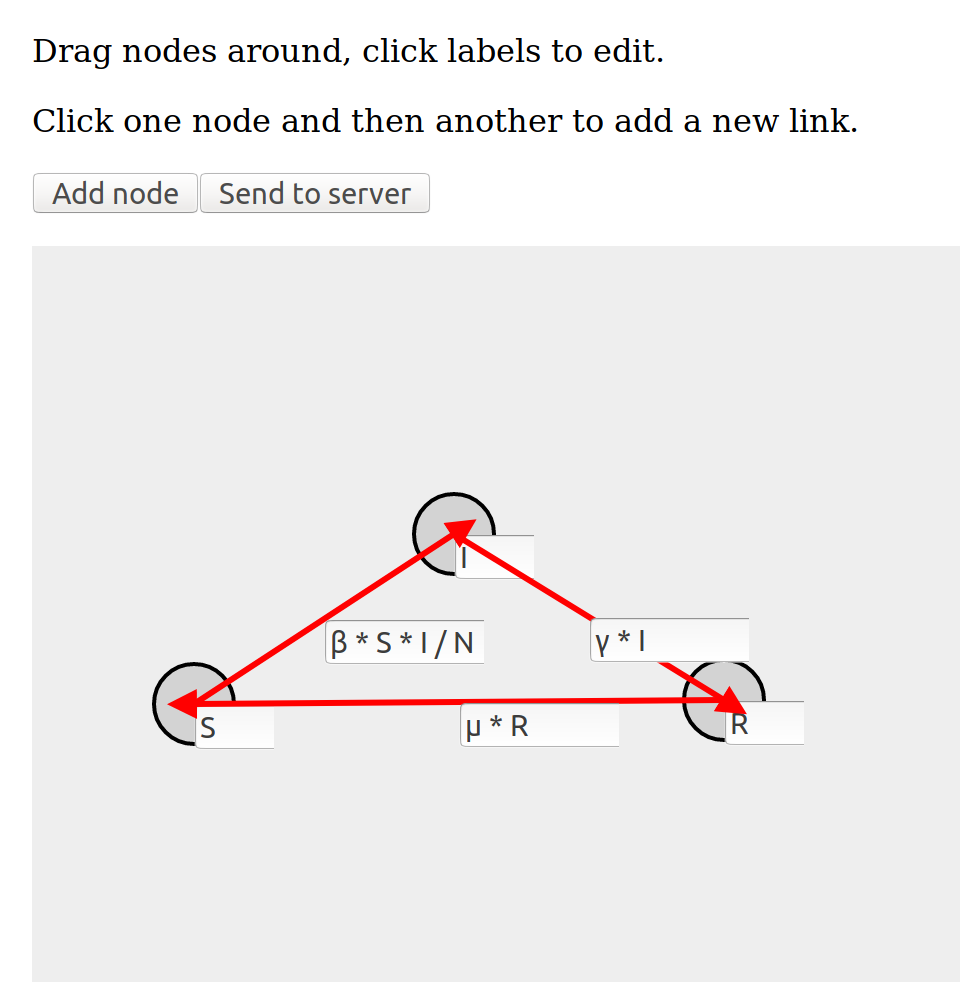 Drag nodes around, click labels to edit.
Click one node and then another to add a new link.
Add node Send to server
I
β * S * I / N
γ * I
S
μ * R
R